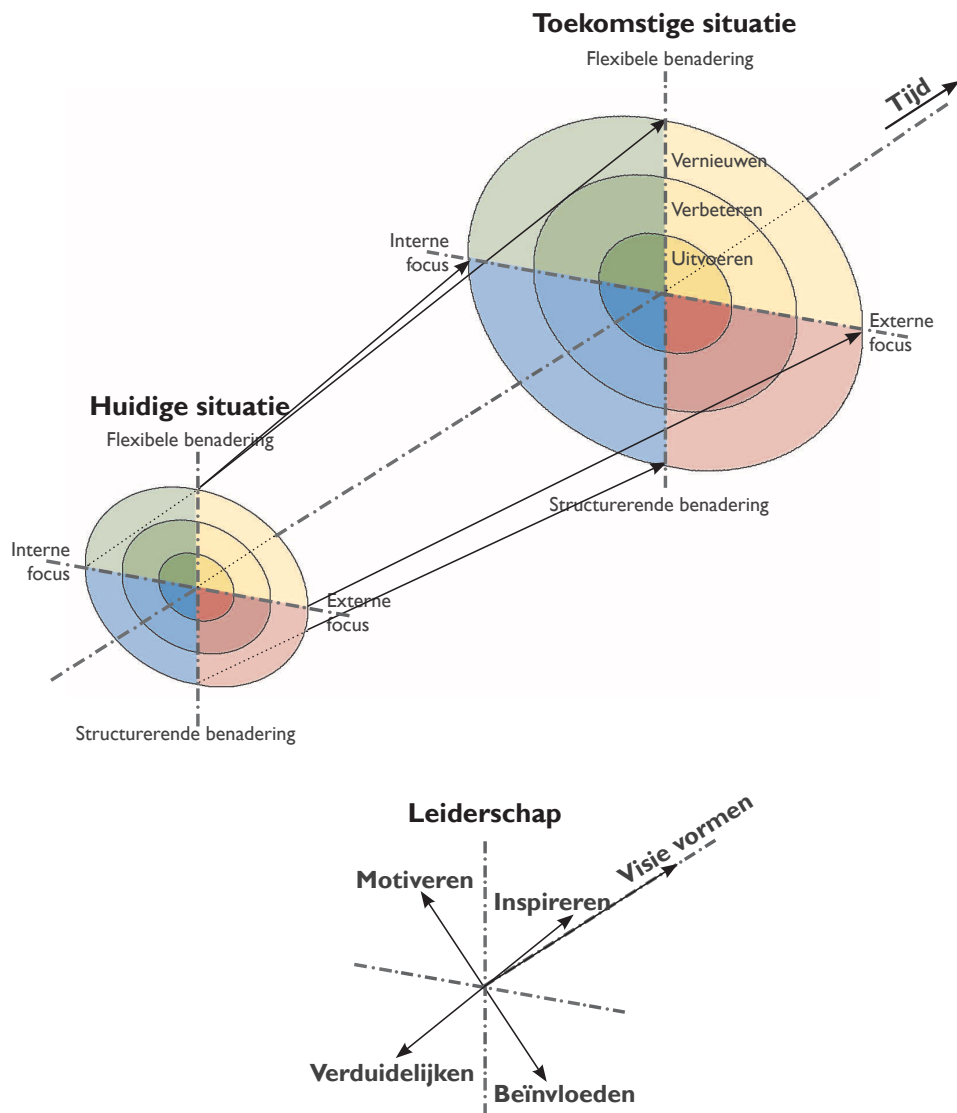 Toekomstige situatie
Flexibele benadering
Tijd
Vernieuwen
Verbeteren
Interne
focus
Uitvoeren
Externe
focus
Huidige situatie
Flexibele benadering
Structurerende benadering
Interne
focus
Externe
focus
Structurerende benadering
Leiderschap
Visie vormen
Motiveren
Inspireren
Verduidelijken
Beïnvloeden